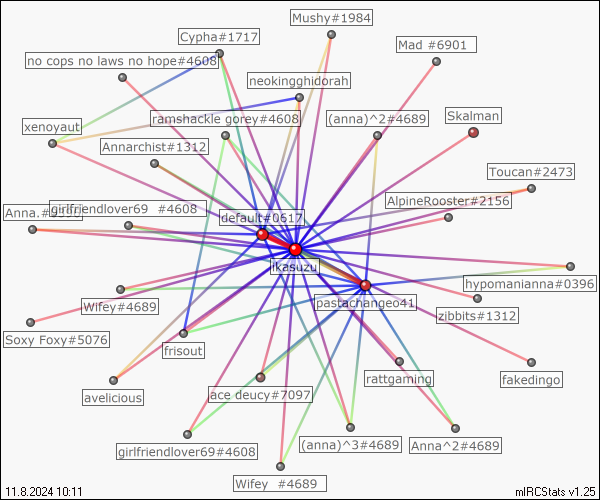 Mushy#1984
Cypha#1717
Mad #6901
no cops no laws no hope#4608
neokingghidorah
ramshackle gorey#4608
(anna)^2#4689
Skalman
xenoyaut
Annarchist#1312
Toucan#2473
AlpineRooster#2156
girlfriendlover69 #4608
Anna.
default#0617
ikasuzu
hypomanianna#0396
pastachangeo41
Wifey#4689
zibbits#1312
Soxy Foxy#5076
frisout
rattgaming
fakedingo
ace deucy#7097
avelicious
girlfriendlover69#4608
(anna)^3#4689
Anna^2#4689
Wifey #4689
11.8.2024 10:11
mIRCStats v1.25